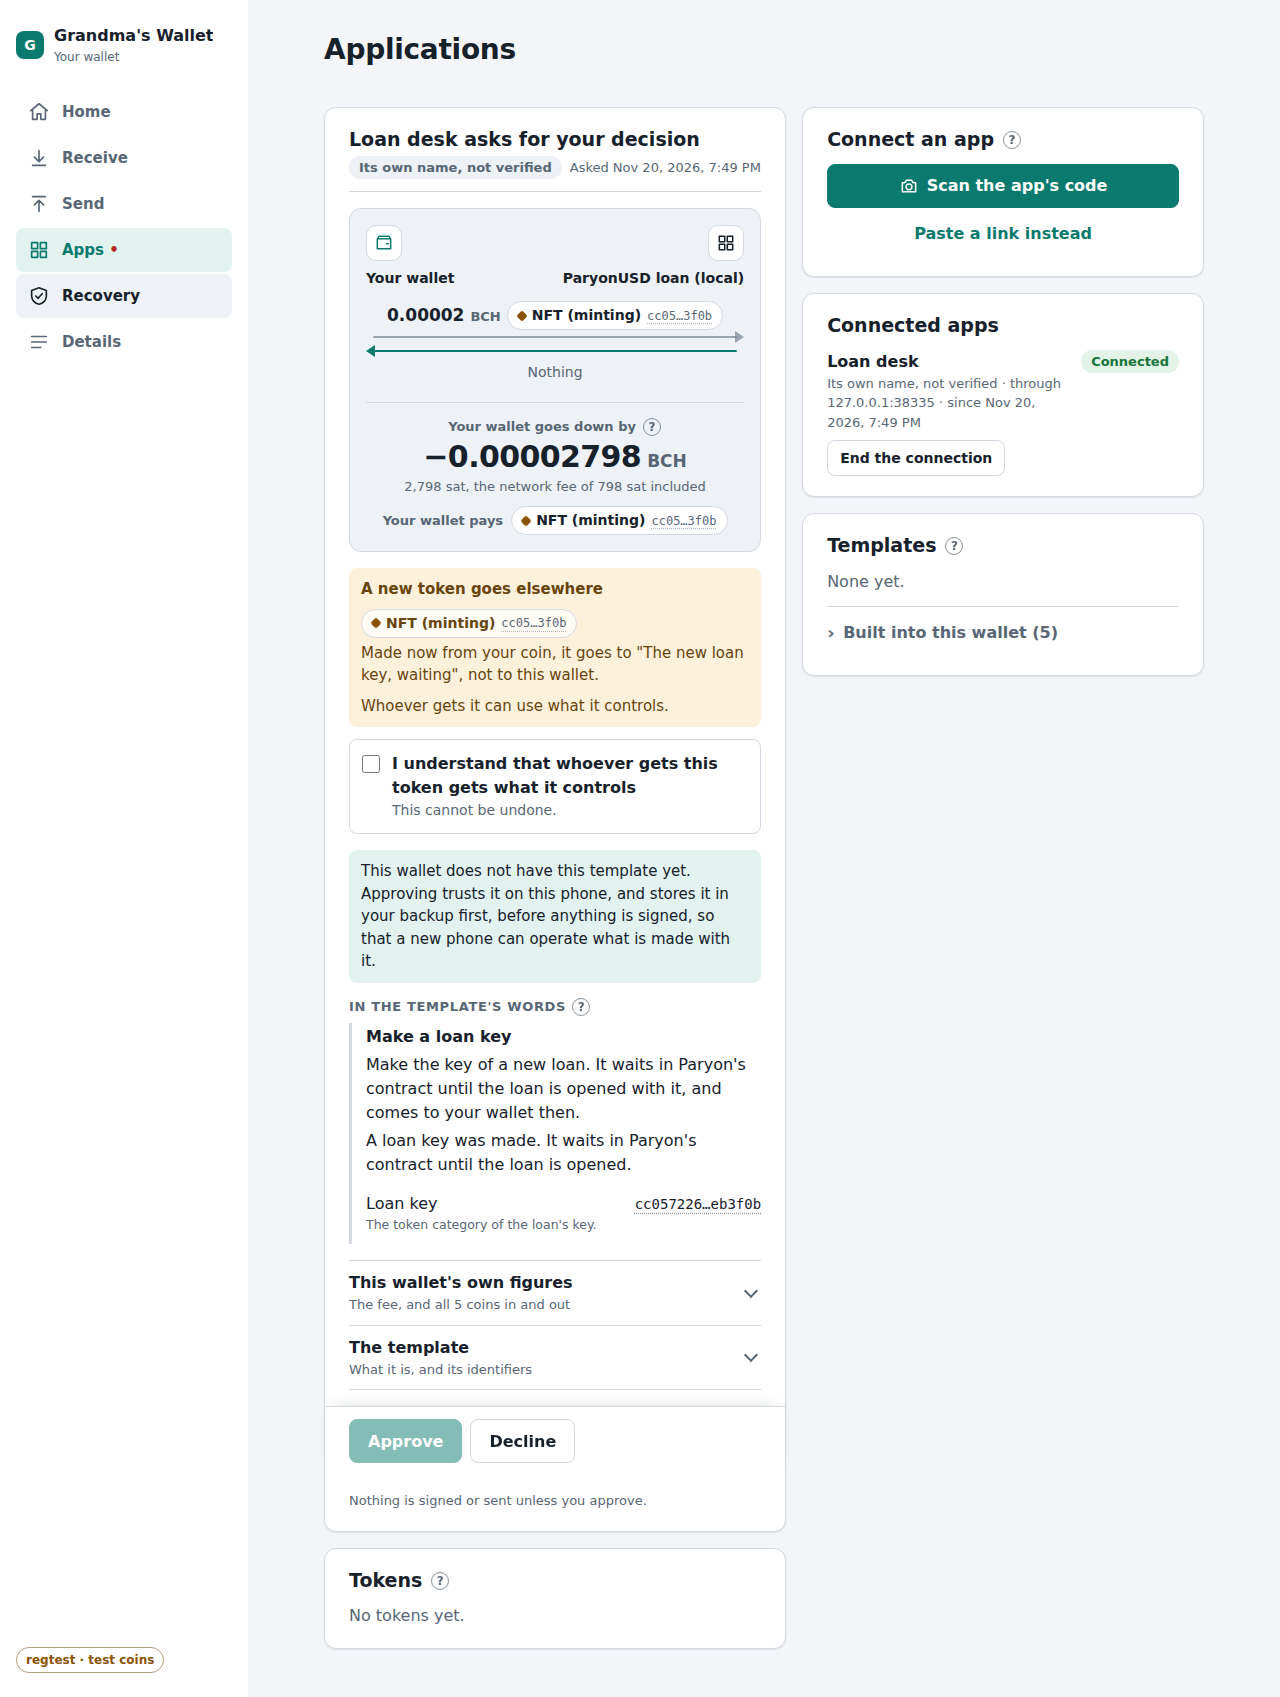 G
Grandma's Wallet
Your wallet
Home
Receive
Send
Apps •
Recovery
Details
regtest · test coins
Applications
Loan desk asks for your decision
Its own name, not verified Asked Nov 20, 2026, 7:49 PM
Your wallet ParyonUSD loan (local)
0.00002 BCH NFT (minting) cc05…3f0b
Nothing
Your wallet goes down by ?
−0.00002798 BCH
2,798 sat, the network fee of 798 sat included
Your wallet pays NFT (minting) cc05…3f0b
A new token goes elsewhere
NFT (minting) cc05…3f0b
Made now from your coin, it goes to "The new loan
key, waiting", not to this wallet.
Whoever gets it can use what it controls.
I understand that whoever gets this
token gets what it controls
This cannot be undone.
This wallet does not have this template yet.
Approving trusts it on this phone, and stores it in
your backup first, before anything is signed, so
that a new phone can operate what is made with
it.
IN THE TEMPLATE'S WORDS ?
Make a loan key
Make the key of a new loan. It waits in Paryon's
contract until the loan is opened with it, and
comes to your wallet then.
A loan key was made. It waits in Paryon's
contract until the loan is opened.
Loan key cc057226…eb3f0b
The token category of the loan's key.
This wallet's own figures
The fee, and all 5 coins in and out
The template
What it is, and its identifiers
Approve Decline
Nothing is signed or sent unless you approve.
Tokens ?
No tokens yet.
Connect an app ?
Scan the app's code
Paste a link instead
Connected apps
Loan desk Connected
Its own name, not verified · through
127.0.0.1:38335 · since Nov 20,
2026, 7:49 PM
End the connection
Templates ?
None yet.
› Built into this wallet (5)